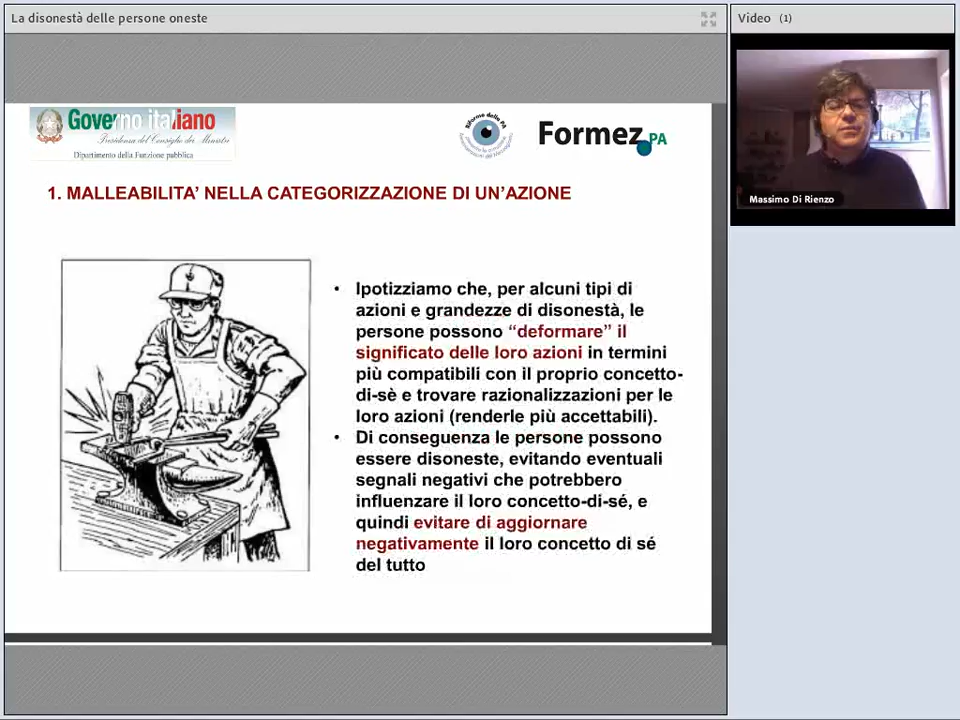 La disonestà delle persone oneste
Video (1)
Governo italiano
Presidenza del Consiglio dei Ministri
Dipartimento della Funzione pubblica
Riforme della PA
Formez PA
Massimo Di Rienzo
1. MALLEABILITA’ NELLA CATEGORIZZAZIONE DI UN’AZIONE
• Ipotizziamo che, per alcuni tipi di
azioni e grandezze di disonestà, le
persone possono “deformare” il
significato delle loro azioni in termini
più compatibili con il proprio concetto-
di-sè e trovare razionalizzazioni per le
loro azioni (renderle più accettabili).
• Di conseguenza le persone possono
essere disoneste, evitando eventuali
segnali negativi che potrebbero
influenzare il loro concetto-di-sé, e
quindi evitare di aggiornare
negativamente il loro concetto di sé
del tutto